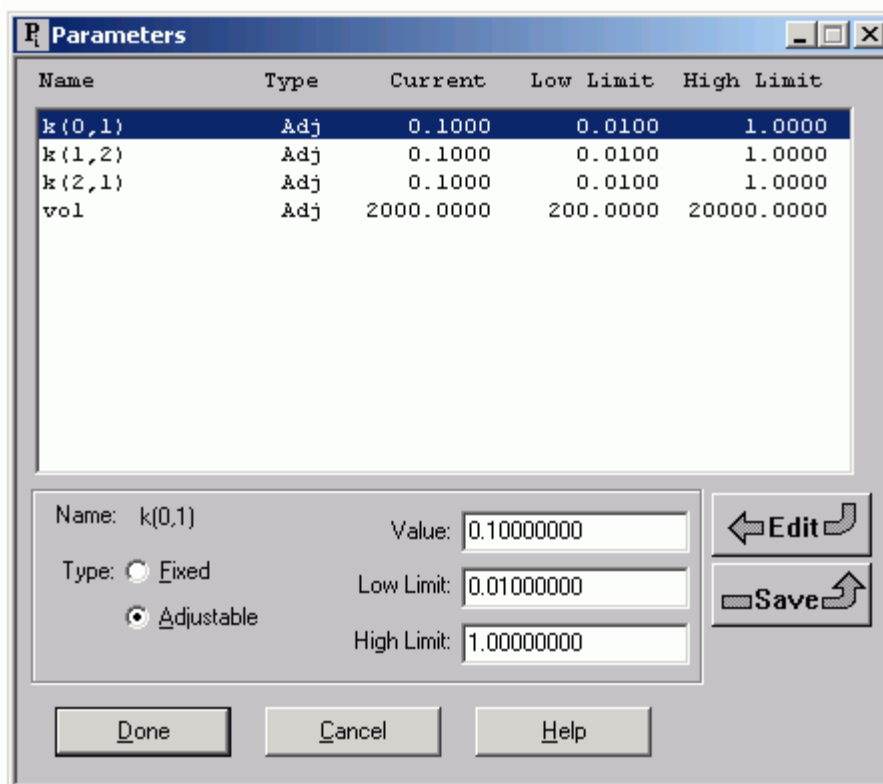 Pi Parameters
Name Type Current Low Limit High Limit
k(0,1) Adj 0.1000 0.0100 1.0000
k(1,2) Adj 0.1000 0.0100 1.0000
k(2,1) Adj 0.1000 0.0100 1.0000
vol Adj 2000.0000 200.0000 20000.0000
Name: k(0,1)
Value: 0.10000000
Edit
Type: Fixed
Low Limit: 0.01000000
Save
Adjustable
High Limit: 1.00000000
Done Cancel Help